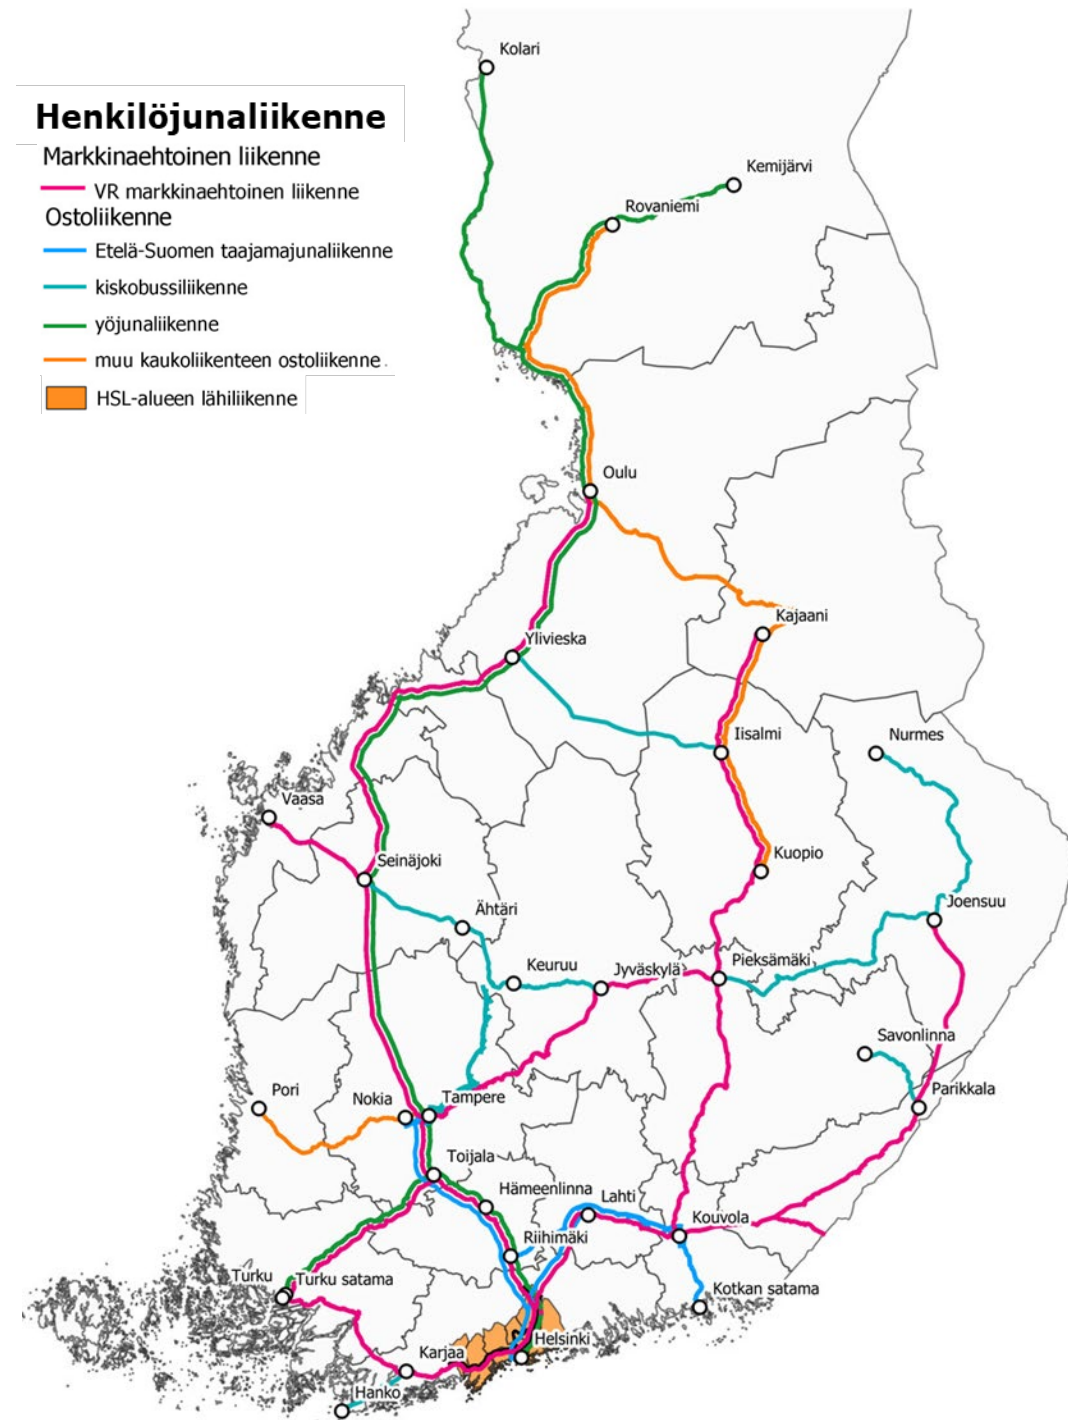 Kolari
Henkilöjunaliikenne
Markkinaehtoinen liikenne
VR markkinaehtoinen liikenne
Ostoliikenne
Etelä-Suomen taajamajunaliikenne
kiskobussiliikenne
yöjunaliikenne
muu kaukoliikenteen ostoliikenne
HSL-alueen lähiliikenne
Kemijärvi
Rovaniemi
Oulu
Kajaani
Ylivieska
Iisalmi
Nurmes
Vaasa
Seinäjoki
Kuopio
Ähtäri
Joensuu
Keuruu
Jyväskylä
Pieksämäki
Savonlinna
Pori
Nokia
Tampere
Parikkala
Toijala
Hämeenlinna
Lahti
Kouvola
Riihimäki
Turku
Turku satama
Kotkan satama
Helsinki
Karjaa
Hanko